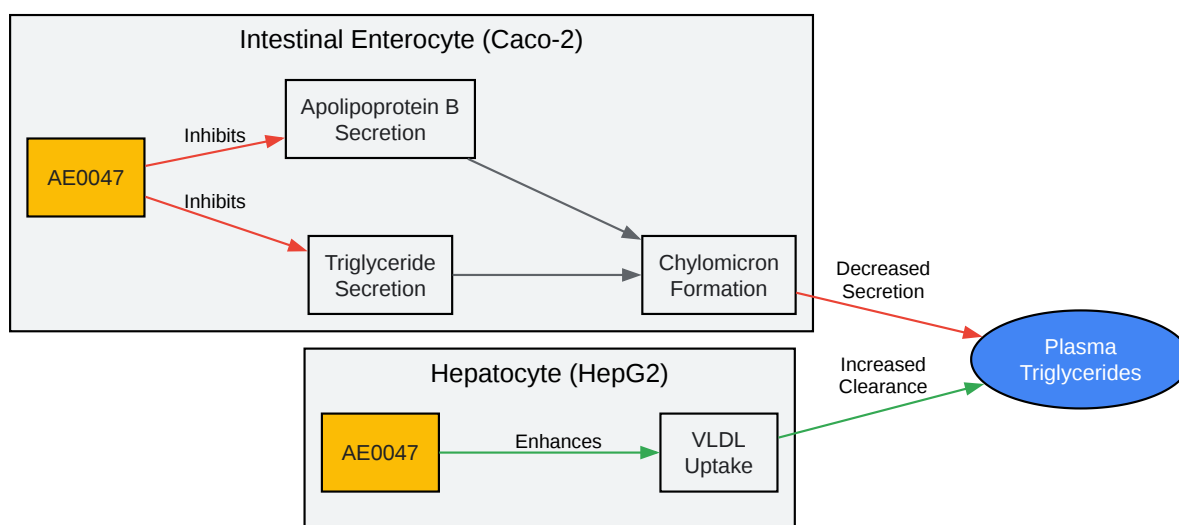 Intestinal Enterocyte (Caco-2)
Apolipoprotein B
Secretion
Inhibits
AE0047
Inhibits
Triglyceride
Secretion
Chylomicron
Formation
Decreased
Secretion
Plasma
Triglycerides
Increased
Clearance
Hepatocyte (HepG2)
AE0047
Enhances
VLDL
Uptake